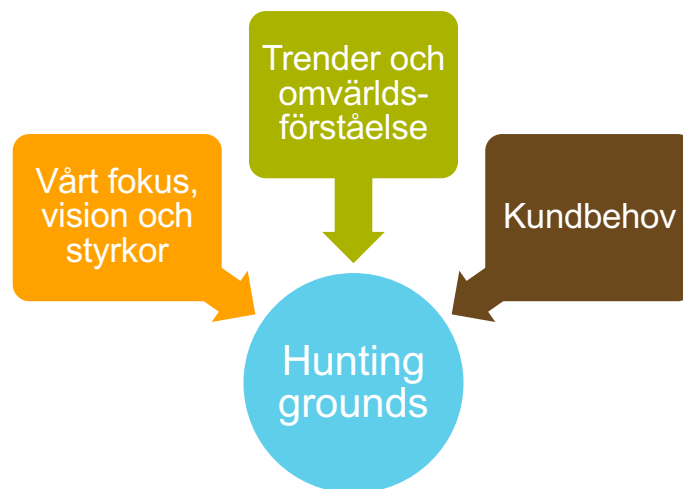 Trender och
omvärlds-
förståelse
Vårt fokus,
vision och
styrkor
Kundbehov
Hunting
grounds